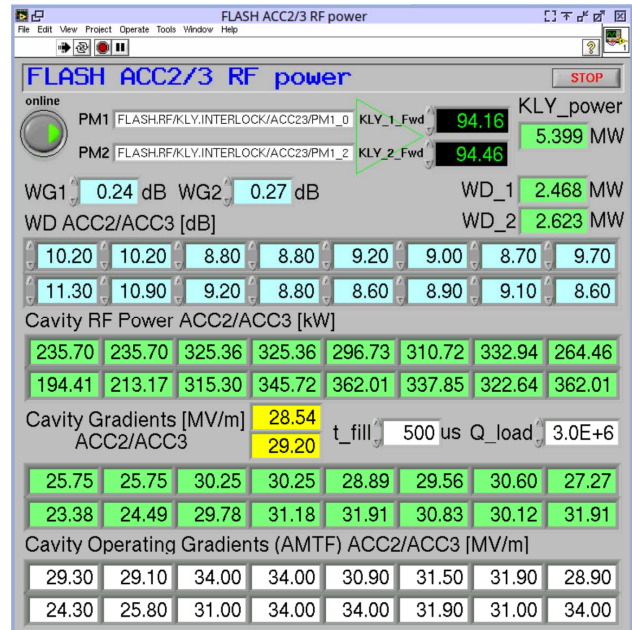 FLASH ACC2/3 RF power
File Edit View Project Operate Tools Window Help
FLASH ACC2/3 RF power STOP
online
PM1 FLASH.RF/KLY.INTERLOCK/ACC23/PM1_0 KLY_1_Fwd 94.16 KLY_power
5.399 MW
PM2 FLASH.RF/KLY.INTERLOCK/ACC23/PM1_2 KLY_2_Fwd 94.46
WG1 0.24 dB WG2 0.27 dB WD_1 2.468 MW
WD ACC2/ACC3 [dB] WD_2 2.623 MW
10.20 10.20 8.80 8.80 9.20 9.00 8.70 9.70
11.30 10.90 9.20 8.80 8.60 8.90 9.10 8.60
Cavity RF Power ACC2/ACC3 [kW]
235.70 235.70 325.36 325.36 296.73 310.72 332.94 264.46
194.41 213.17 315.30 345.72 362.01 337.85 322.64 362.01
Cavity Gradients [MV/m] 28.54
ACC2/ACC3 29.20 t_fill 500 us Q_load 3.0E+6
25.75 25.75 30.25 30.25 28.89 29.56 30.60 27.27
23.38 24.49 29.78 31.18 31.91 30.83 30.12 31.91
Cavity Operating Gradients (AMTF) ACC2/ACC3 [MV/m]
29.30 29.10 34.00 34.00 30.90 31.50 31.90 28.90
24.30 25.80 31.00 34.00 34.00 31.90 31.00 34.00